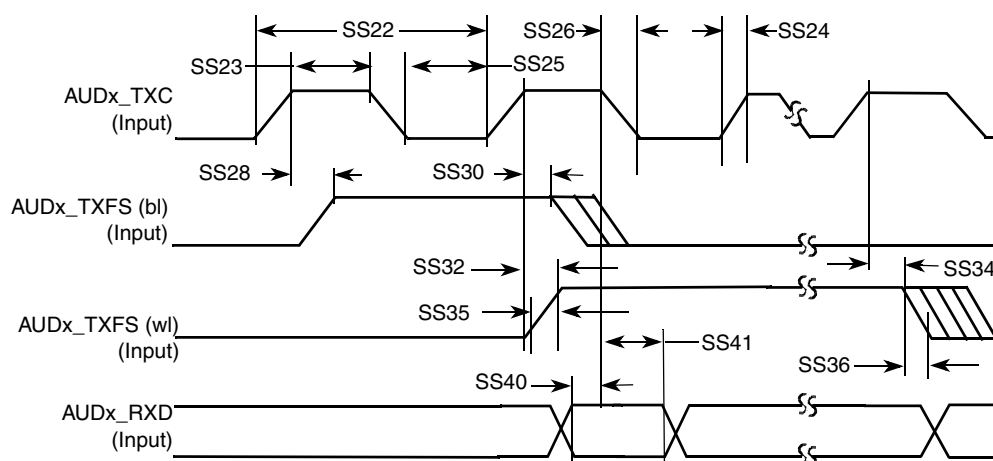 SS22
SS26
SS24
SS23
SS25
AUDx_TXC
(Input)
SS28
SS30
AUDx_TXFS (bl)
(Input)
SS32
SS34
SS35
AUDx_TXFS (wl)
(Input)
SS41
SS36
SS40
AUDx_RXD
(Input)